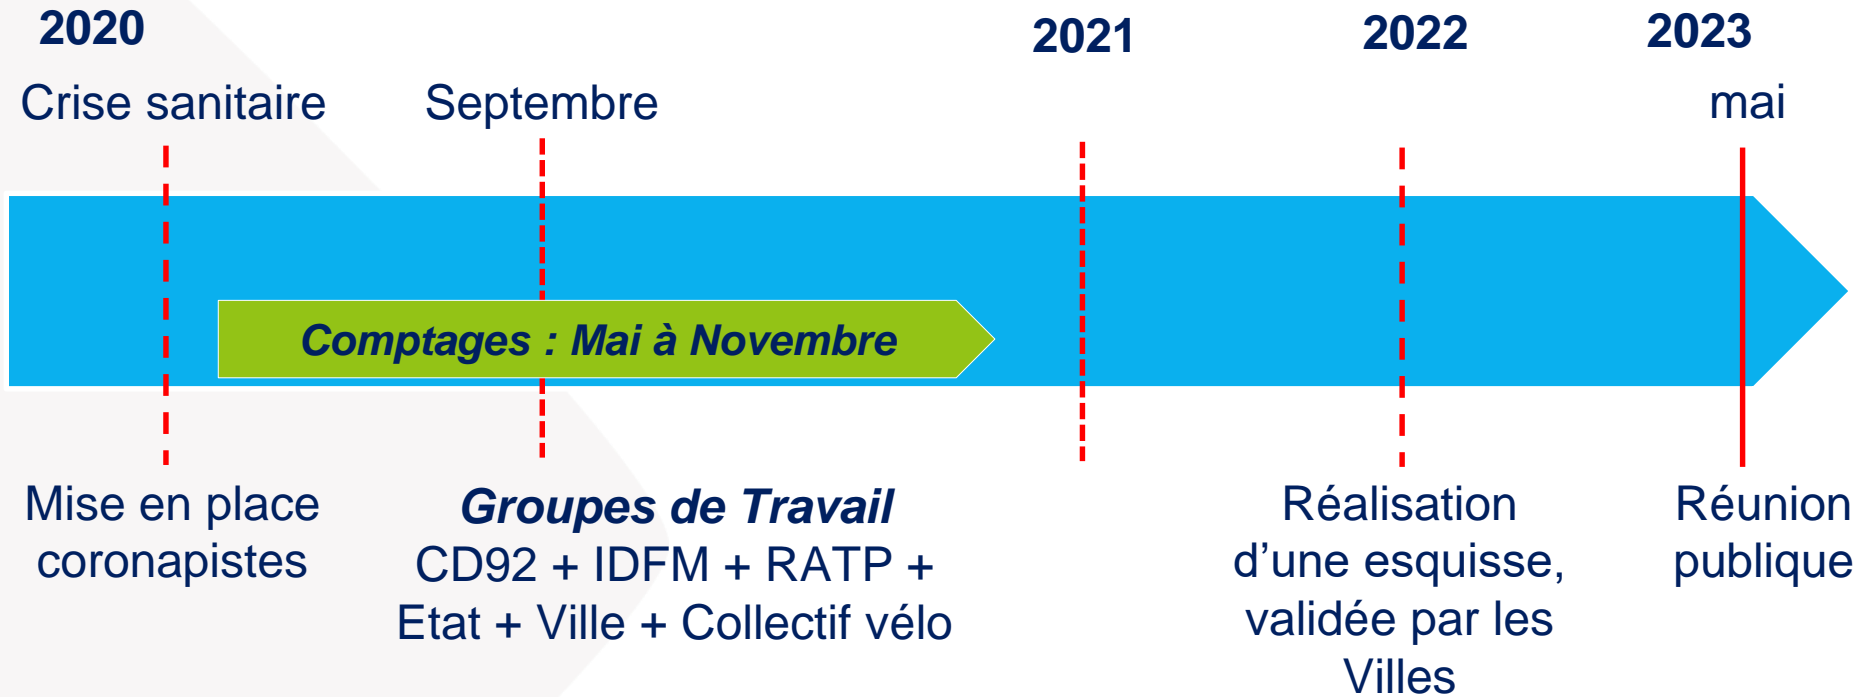 2020
2021
2022
2023
Crise sanitaire
Septembre
mai
Comptages : Mai à Novembre
Mise en place
coronapistes
Groupes de Travail
CD92 + IDFM + RATP +
Etat + Ville + Collectif vélo
Réalisation
d’une esquisse,
validée par les
Villes
Réunion
publique